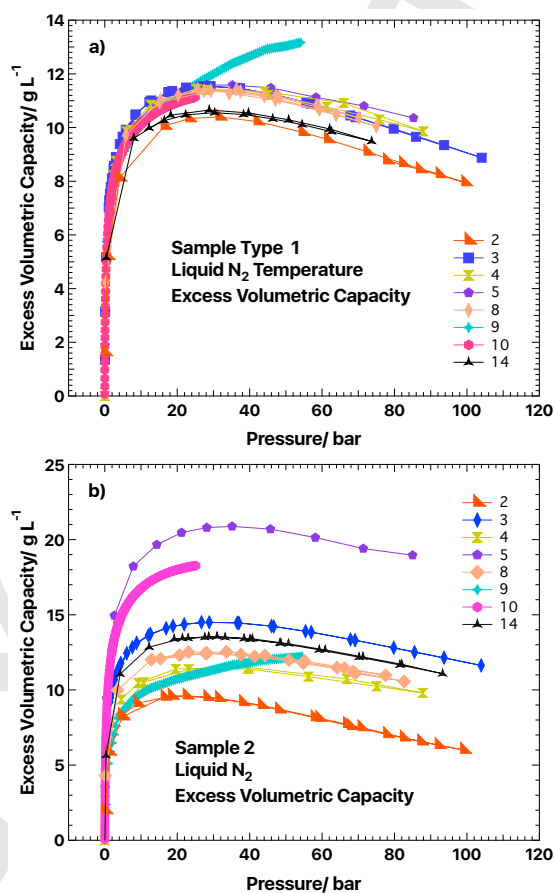 a)
Excess Volumetric Capacity/ g L⁻¹
14
12
10
8
6
4
2
0
Sample Type 1
Liquid N₂ Temperature
Excess Volumetric Capacity
2
3
4
5
8
9
10
14
0 20 40 60 80 100 120
Pressure/ bar
b)
Excess Volumetric Capacity/ g L⁻¹
25
20
15
10
5
0
Sample 2
Liquid N₂
Excess Volumetric Capacity
2
3
4
5
8
9
10
14
0 20 40 60 80 100 120
Pressure/ bar